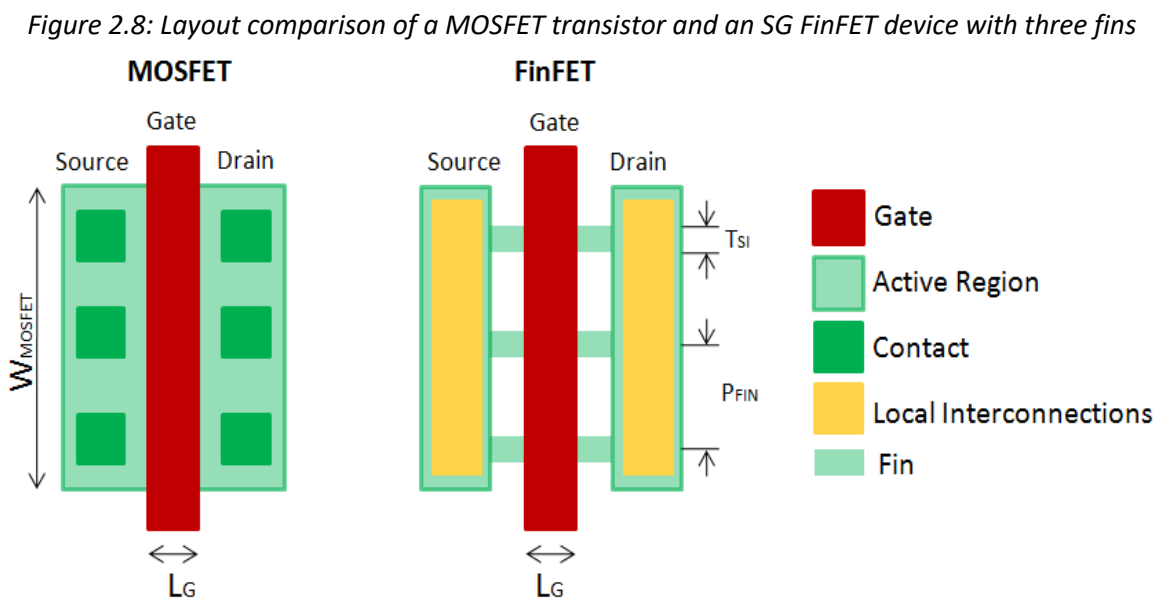 Figure 2.8: Layout comparison of a MOSFET transistor and an SG FinFET device with three fins
MOSFET
FinFET
Gate
Source
Drain
WMOSFET
LG
Gate
Source
Drain
TSI
PFIN
LG
Gate
Active Region
Contact
Local Interconnections
Fin